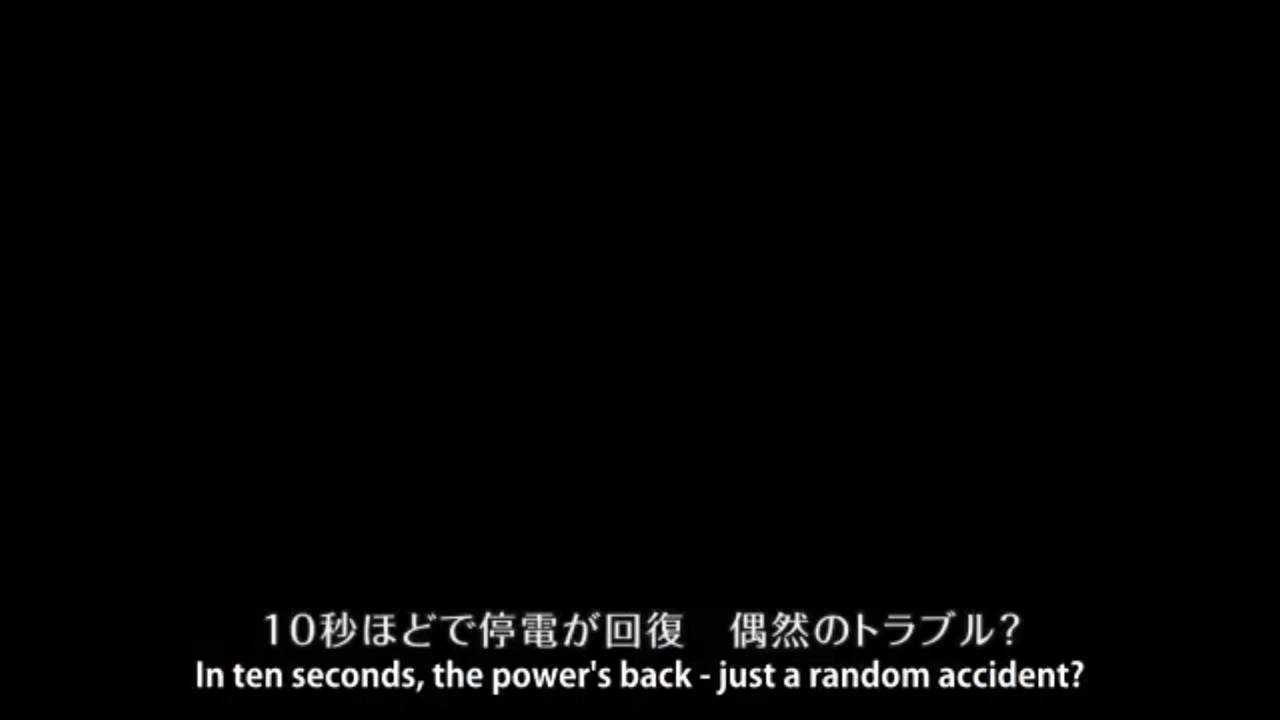 10秒ほどで停電が回復　偶然のトラブル？
In ten seconds, the power's back - just a random accident?